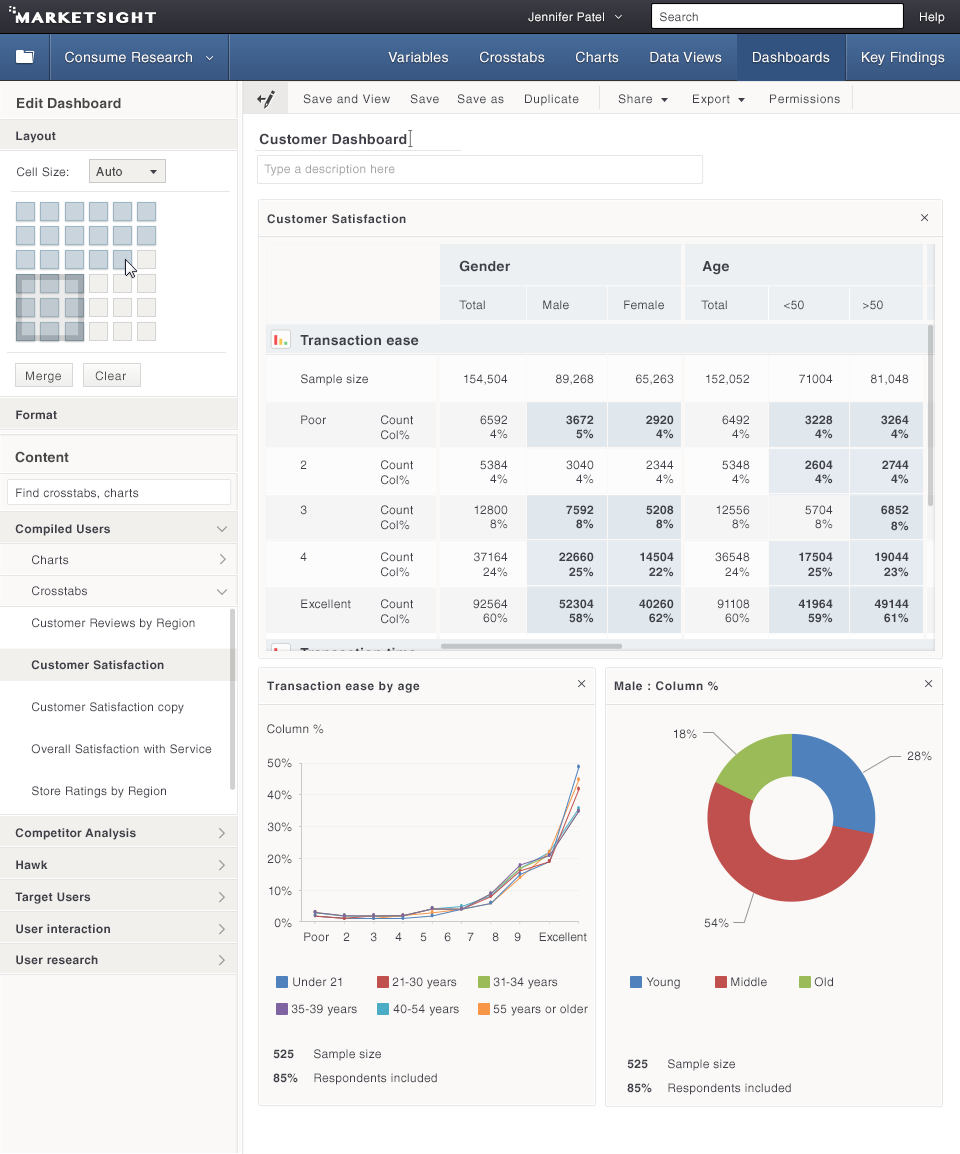 MARKETSIGHT
Jennifer Patel
Search
Help
Consume Research
Variables Crosstabs Charts Data Views Dashboards Key Findings
Edit Dashboard
Layout
Cell Size: Auto
Merge Clear
Format
Content
Find crosstabs, charts
Compiled Users
Charts
Crosstabs
Customer Reviews by Region
Customer Satisfaction
Customer Satisfaction copy
Overall Satisfaction with Service
Store Ratings by Region
Competitor Analysis
Hawk
Target Users
User interaction
User research
Save and View Save Save as Duplicate Share Export Permissions
Customer Dashboard
Type a description here
Customer Satisfaction
Gender Age
Total Male Female Total <50 >50
Transaction ease
Sample size 154,504 89,268 65,263 152,052 71004 81,048
Poor Count 6592 3672 2920 6492 3228 3264
Col% 4% 5% 4% 4% 4% 4%
2 Count 5384 3040 2344 5348 2604 2744
Col% 4% 4% 4% 4% 4% 4%
3 Count 12800 7592 5208 12556 5704 6852
Col% 8% 8% 8% 8% 8% 8%
4 Count 37164 22660 14504 36548 17504 19044
Col% 24% 25% 22% 24% 25% 23%
Excellent Count 92564 52304 40260 91108 41964 49144
Col% 60% 58% 62% 60% 59% 61%
Transaction time
Transaction ease by age
Column %
50%
40%
30%
20%
10%
0%
Poor 2 3 4 5 6 7 8 9 Excellent
Under 21 21-30 years 31-34 years
35-39 years 40-54 years 55 years or older
525 Sample size
85% Respondents included
Male : Column %
18%
28%
54%
Young Middle Old
525 Sample size
85% Respondents included